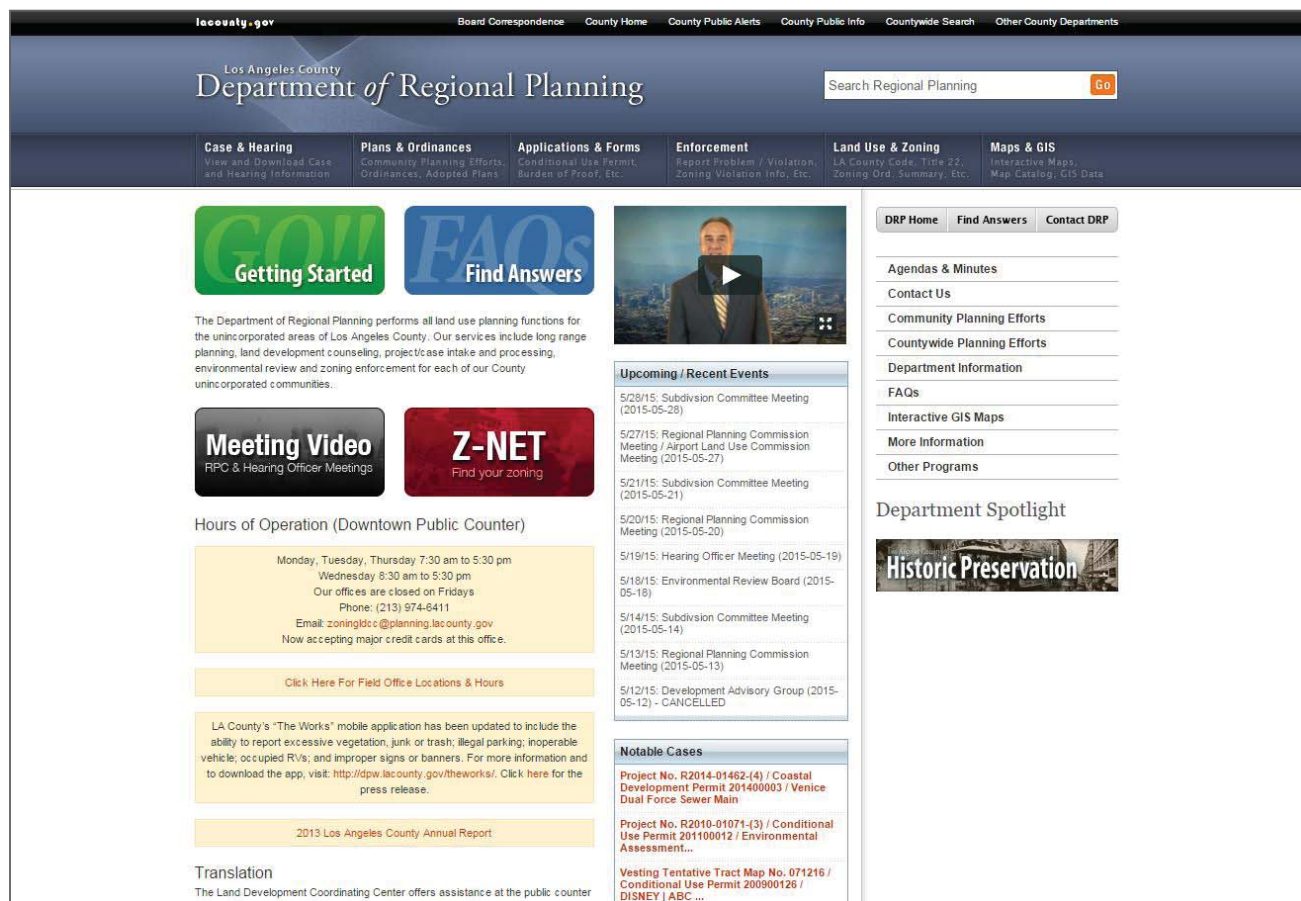 lacounty.gov
Board Correspondence County Home County Public Alerts County Public Info Countywide Search Other County Departments
Los Angeles County
Department of Regional Planning
Search Regional Planning
Go
Case & Hearing
View and Download Case
and Hearing Information
Plans & Ordinances
Community Planning Efforts,
Ordinances, Adopted Plans
Applications & Forms
Conditional Use Permit,
Burden of Proof, Etc.
Enforcement
Report Problem / Violation,
Zoning Violation Info, Etc.
Land Use & Zoning
LA County Code, Title 22,
Zoning Ord. Summary, Etc.
Maps & GIS
Interactive Maps,
Map Catalog, GIS Data
GO!!
Getting Started
FAQs
Find Answers
The Department of Regional Planning performs all land use planning functions for
the unincorporated areas of Los Angeles County. Our services include long range
planning, land development counseling, project/case intake and processing,
environmental review and zoning enforcement for each of our County
unincorporated communities.
Meeting Video
RPC & Hearing Officer Meetings
Z-NET
Find your zoning
Hours of Operation (Downtown Public Counter)
Monday, Tuesday, Thursday 7:30 am to 5:30 pm
Wednesday 8:30 am to 5:30 pm
Our offices are closed on Fridays
Phone: (213) 974-6411
Email: zoningldcc@planning.lacounty.gov
Now accepting major credit cards at this office.
Click Here For Field Office Locations & Hours
LA County's "The Works" mobile application has been updated to include the
ability to report excessive vegetation, junk or trash; illegal parking; inoperable
vehicle; occupied RVs; and improper signs or banners. For more information and
to download the app, visit: http://dpw.lacounty.gov/theworks/. Click here for the
press release.
2013 Los Angeles County Annual Report
Translation
The Land Development Coordinating Center offers assistance at the public counter
Upcoming / Recent Events
5/28/15: Subdivsion Committee Meeting
(2015-05-28)
5/27/15: Regional Planning Commission
Meeting / Airport Land Use Commission
Meeting (2015-05-27)
5/21/15: Subdivsion Committee Meeting
(2015-05-21)
5/20/15: Regional Planning Commission
Meeting (2015-05-20)
5/19/15: Hearing Officer Meeting (2015-05-19)
5/18/15: Environmental Review Board (2015-
05-18)
5/14/15: Subdivsion Committee Meeting
(2015-05-14)
5/13/15: Regional Planning Commission
Meeting (2015-05-13)
5/12/15: Development Advisory Group (2015-
05-12) - CANCELLED
Notable Cases
Project No. R2014-01462-(4) / Coastal
Development Permit 201400003 / Venice
Dual Force Sewer Main
Project No. R2010-01071-(3) / Conditional
Use Permit 201100012 / Environmental
Assessment...
Vesting Tentative Tract Map No. 071216 /
Conditional Use Permit 200900126 /
DISNEY | ABC ...
DRP Home Find Answers Contact DRP
Agendas & Minutes
Contact Us
Community Planning Efforts
Countywide Planning Efforts
Department Information
FAQs
Interactive GIS Maps
More Information
Other Programs
Department Spotlight
Los Angeles County
Historic Preservation